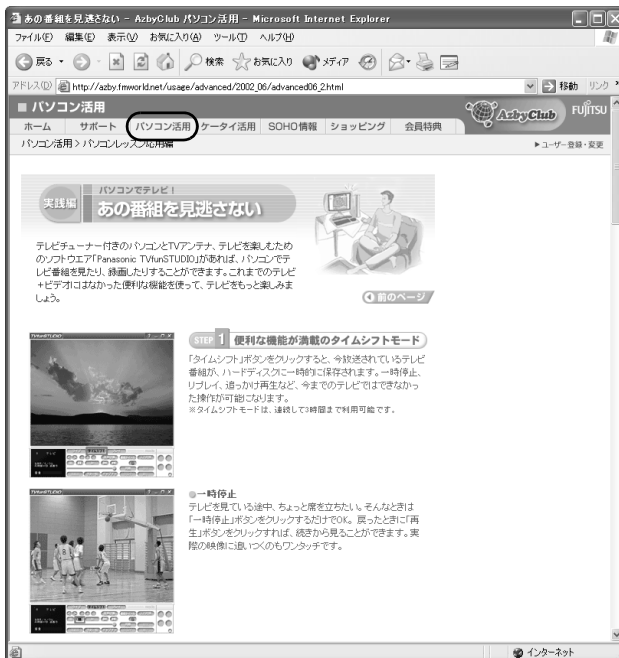 あの番組を見逃さない - AzbyClub パソコン活用 - Microsoft Internet Explorer
ファイル(F) 編集(E) 表示(V) お気に入り(A) ツール(T) ヘルプ(H)
戻る 検索 お気に入り メディア
アドレス(D) http://azby.fmworld.net/usage/advanced/2002_06/advanced06_2.html 移動 リンク
パソコン活用 AzbyClub FUJITSU
ホーム サポート パソコン活用 ケータイ活用 SOHO情報 ショッピング 会員特典
パソコン活用 > パソコンレッスン応用編 ▶ユーザー登録・変更
パソコンでテレビ!
実践編 あの番組を見逃さない
テレビチューナー付きのパソコンとTVアンテナ、テレビを楽しむため
のソフトウエア「Panasonic TVfunSTUDIO」があれば、パソコンでテ
レビ番組を見たり、録画したりすることができます。これまでのテレビ
+ビデオにはなかった便利な機能を使って、テレビをもっと楽しみま
しょう。
前のページ
STEP 1 便利な機能が満載のタイムシフトモード
「タイムシフト」ボタンをクリックすると、今放送されているテレビ
番組が、ハードディスクに一時的に保存されます。一時停止、
リプレイ、追っかけ再生など、今までのテレビではできなかっ
た操作が可能になります。
※タイムシフトモードは、連続して3時間まで利用可能です。
◎一時停止
テレビを見ている途中、ちょっと席を立ちたい。そんなときは
「一時停止」ボタンをクリックするだけでOK。戻ったときに「再
生」ボタンをクリックすれば、続きから見ることができます。実
際の映像に追いつくのもワンタッチです。
インターネット